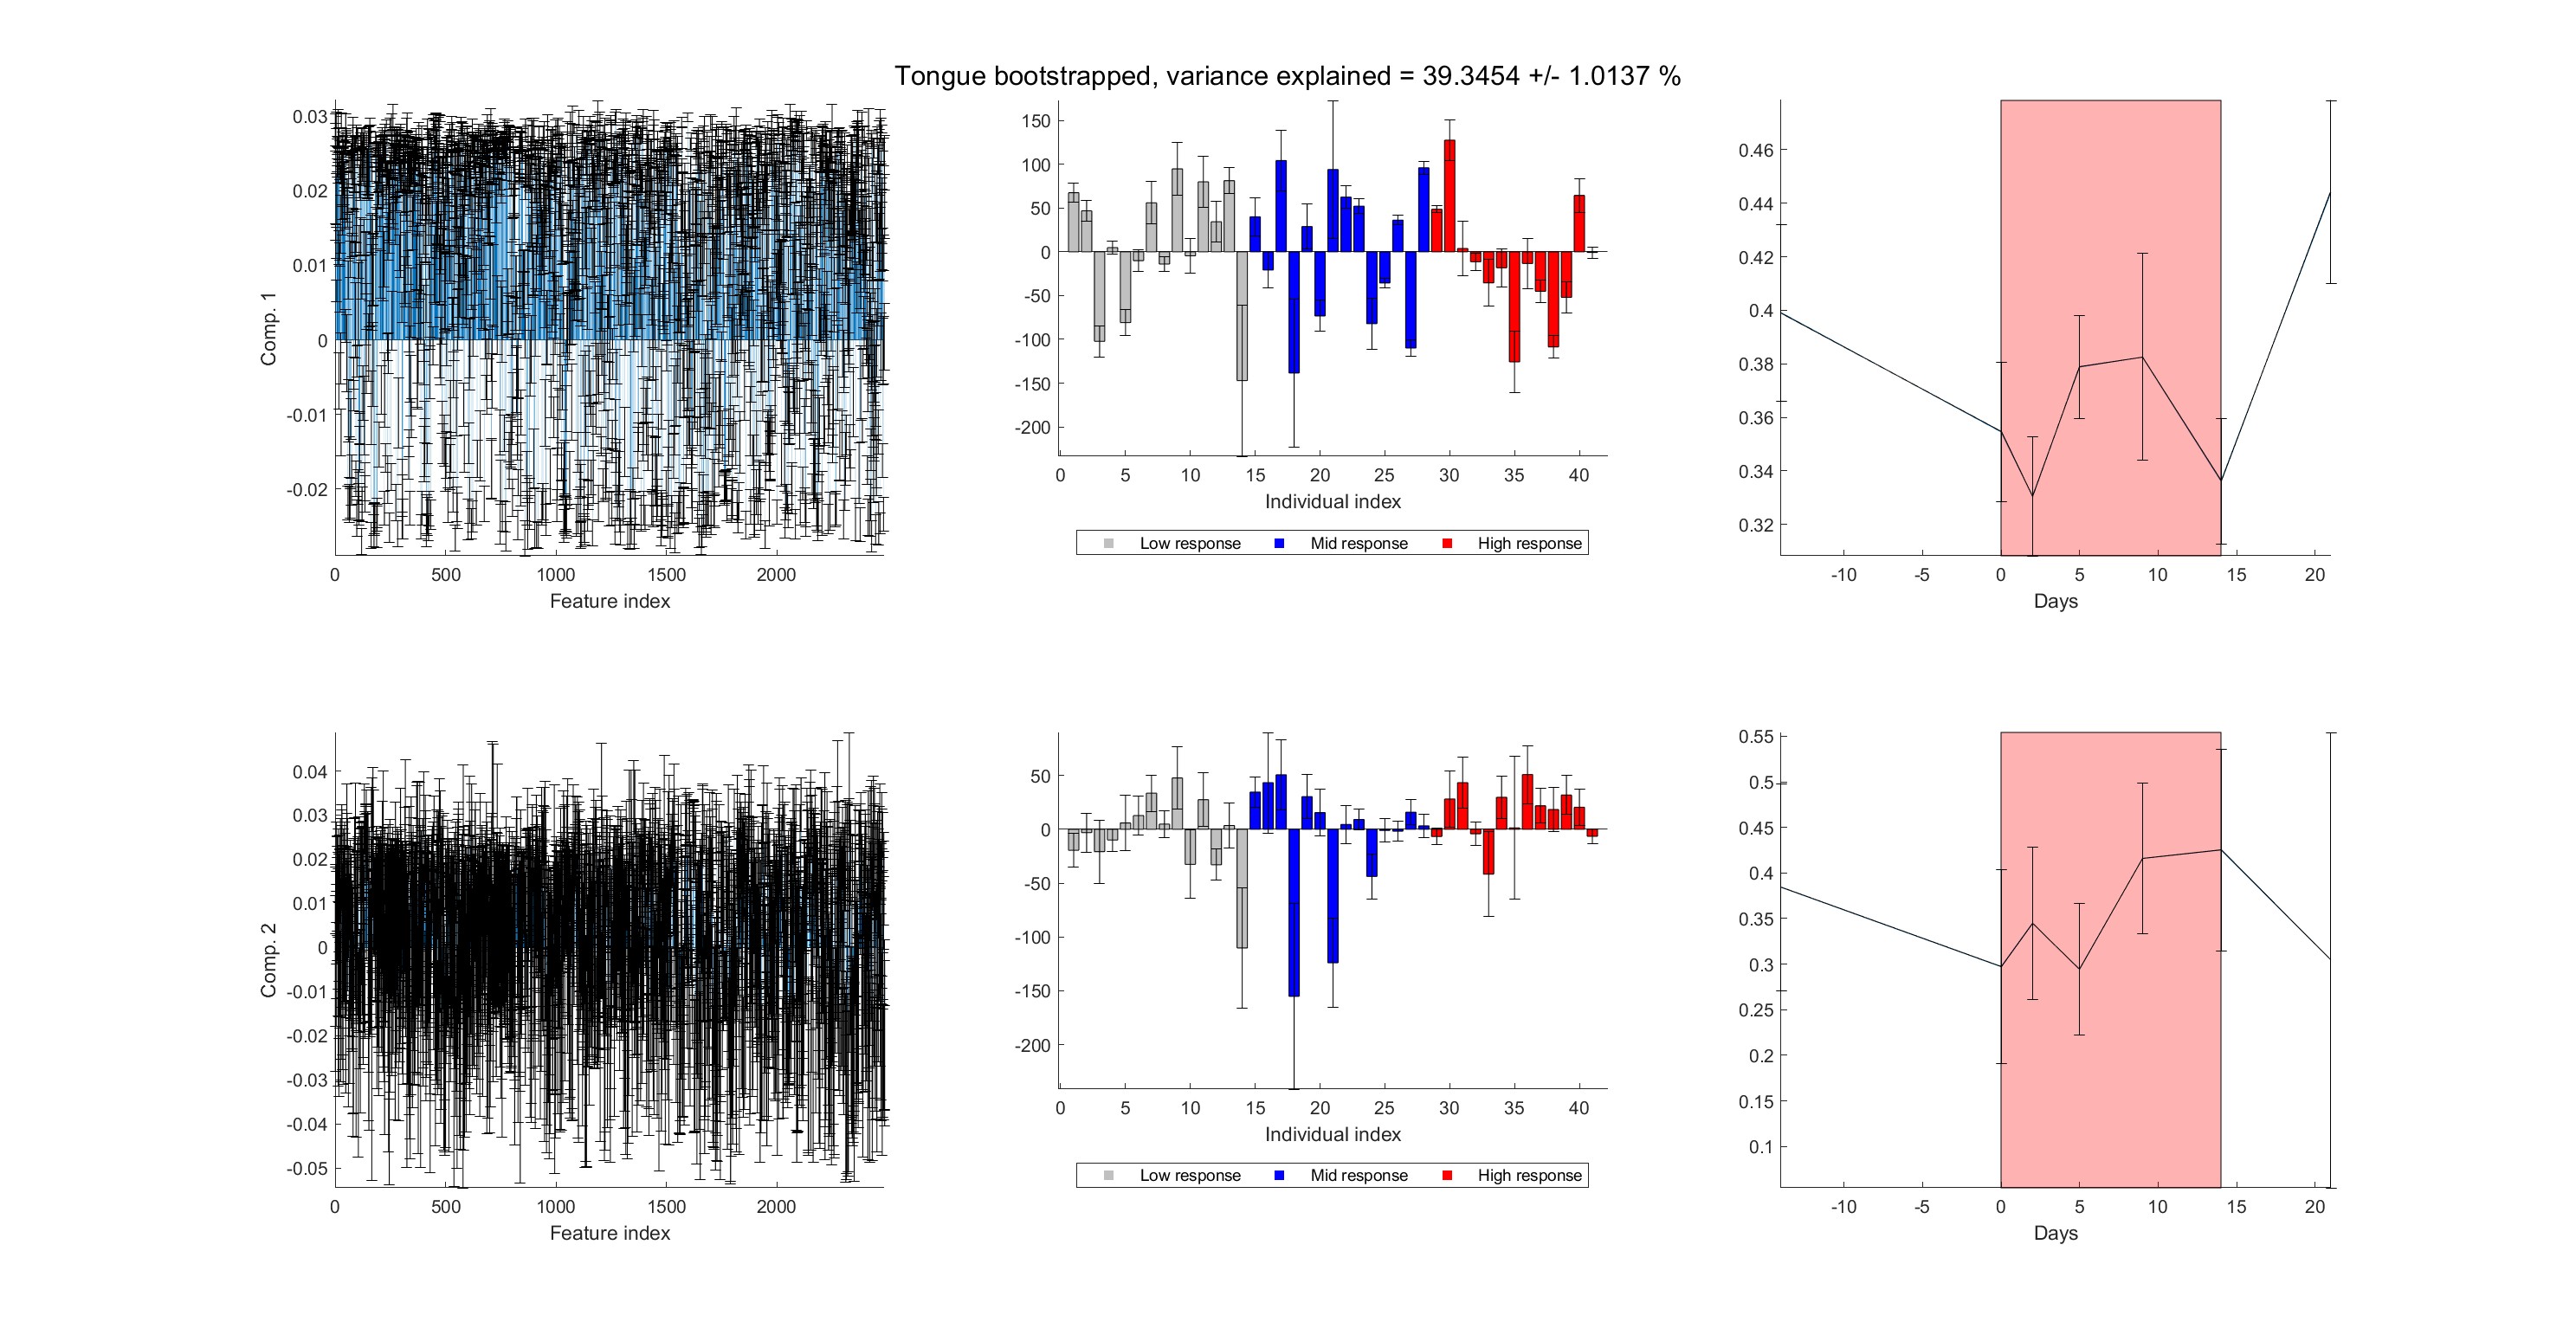 Tongue bootstrapped, variance explained = 39.3454 +/- 1.0137 %
Comp. 1
0.03
0.02
0.01
0
-0.01
-0.02
0 500 1000 1500 2000
Feature index
150
100
50
0
-50
-100
-150
-200
0 5 10 15 20 25 30 35 40
Individual index
Low response Mid response High response
0.46
0.44
0.42
0.4
0.38
0.36
0.34
0.32
-10 -5 0 5 10 15 20
Days
Comp. 2
0.04
0.03
0.02
0.01
0
-0.01
-0.02
-0.03
-0.04
-0.05
0 500 1000 1500 2000
Feature index
50
0
-50
-100
-150
-200
0 5 10 15 20 25 30 35 40
Individual index
Low response Mid response High response
0.55
0.5
0.45
0.4
0.35
0.3
0.25
0.2
0.15
0.1
-10 -5 0 5 10 15 20
Days